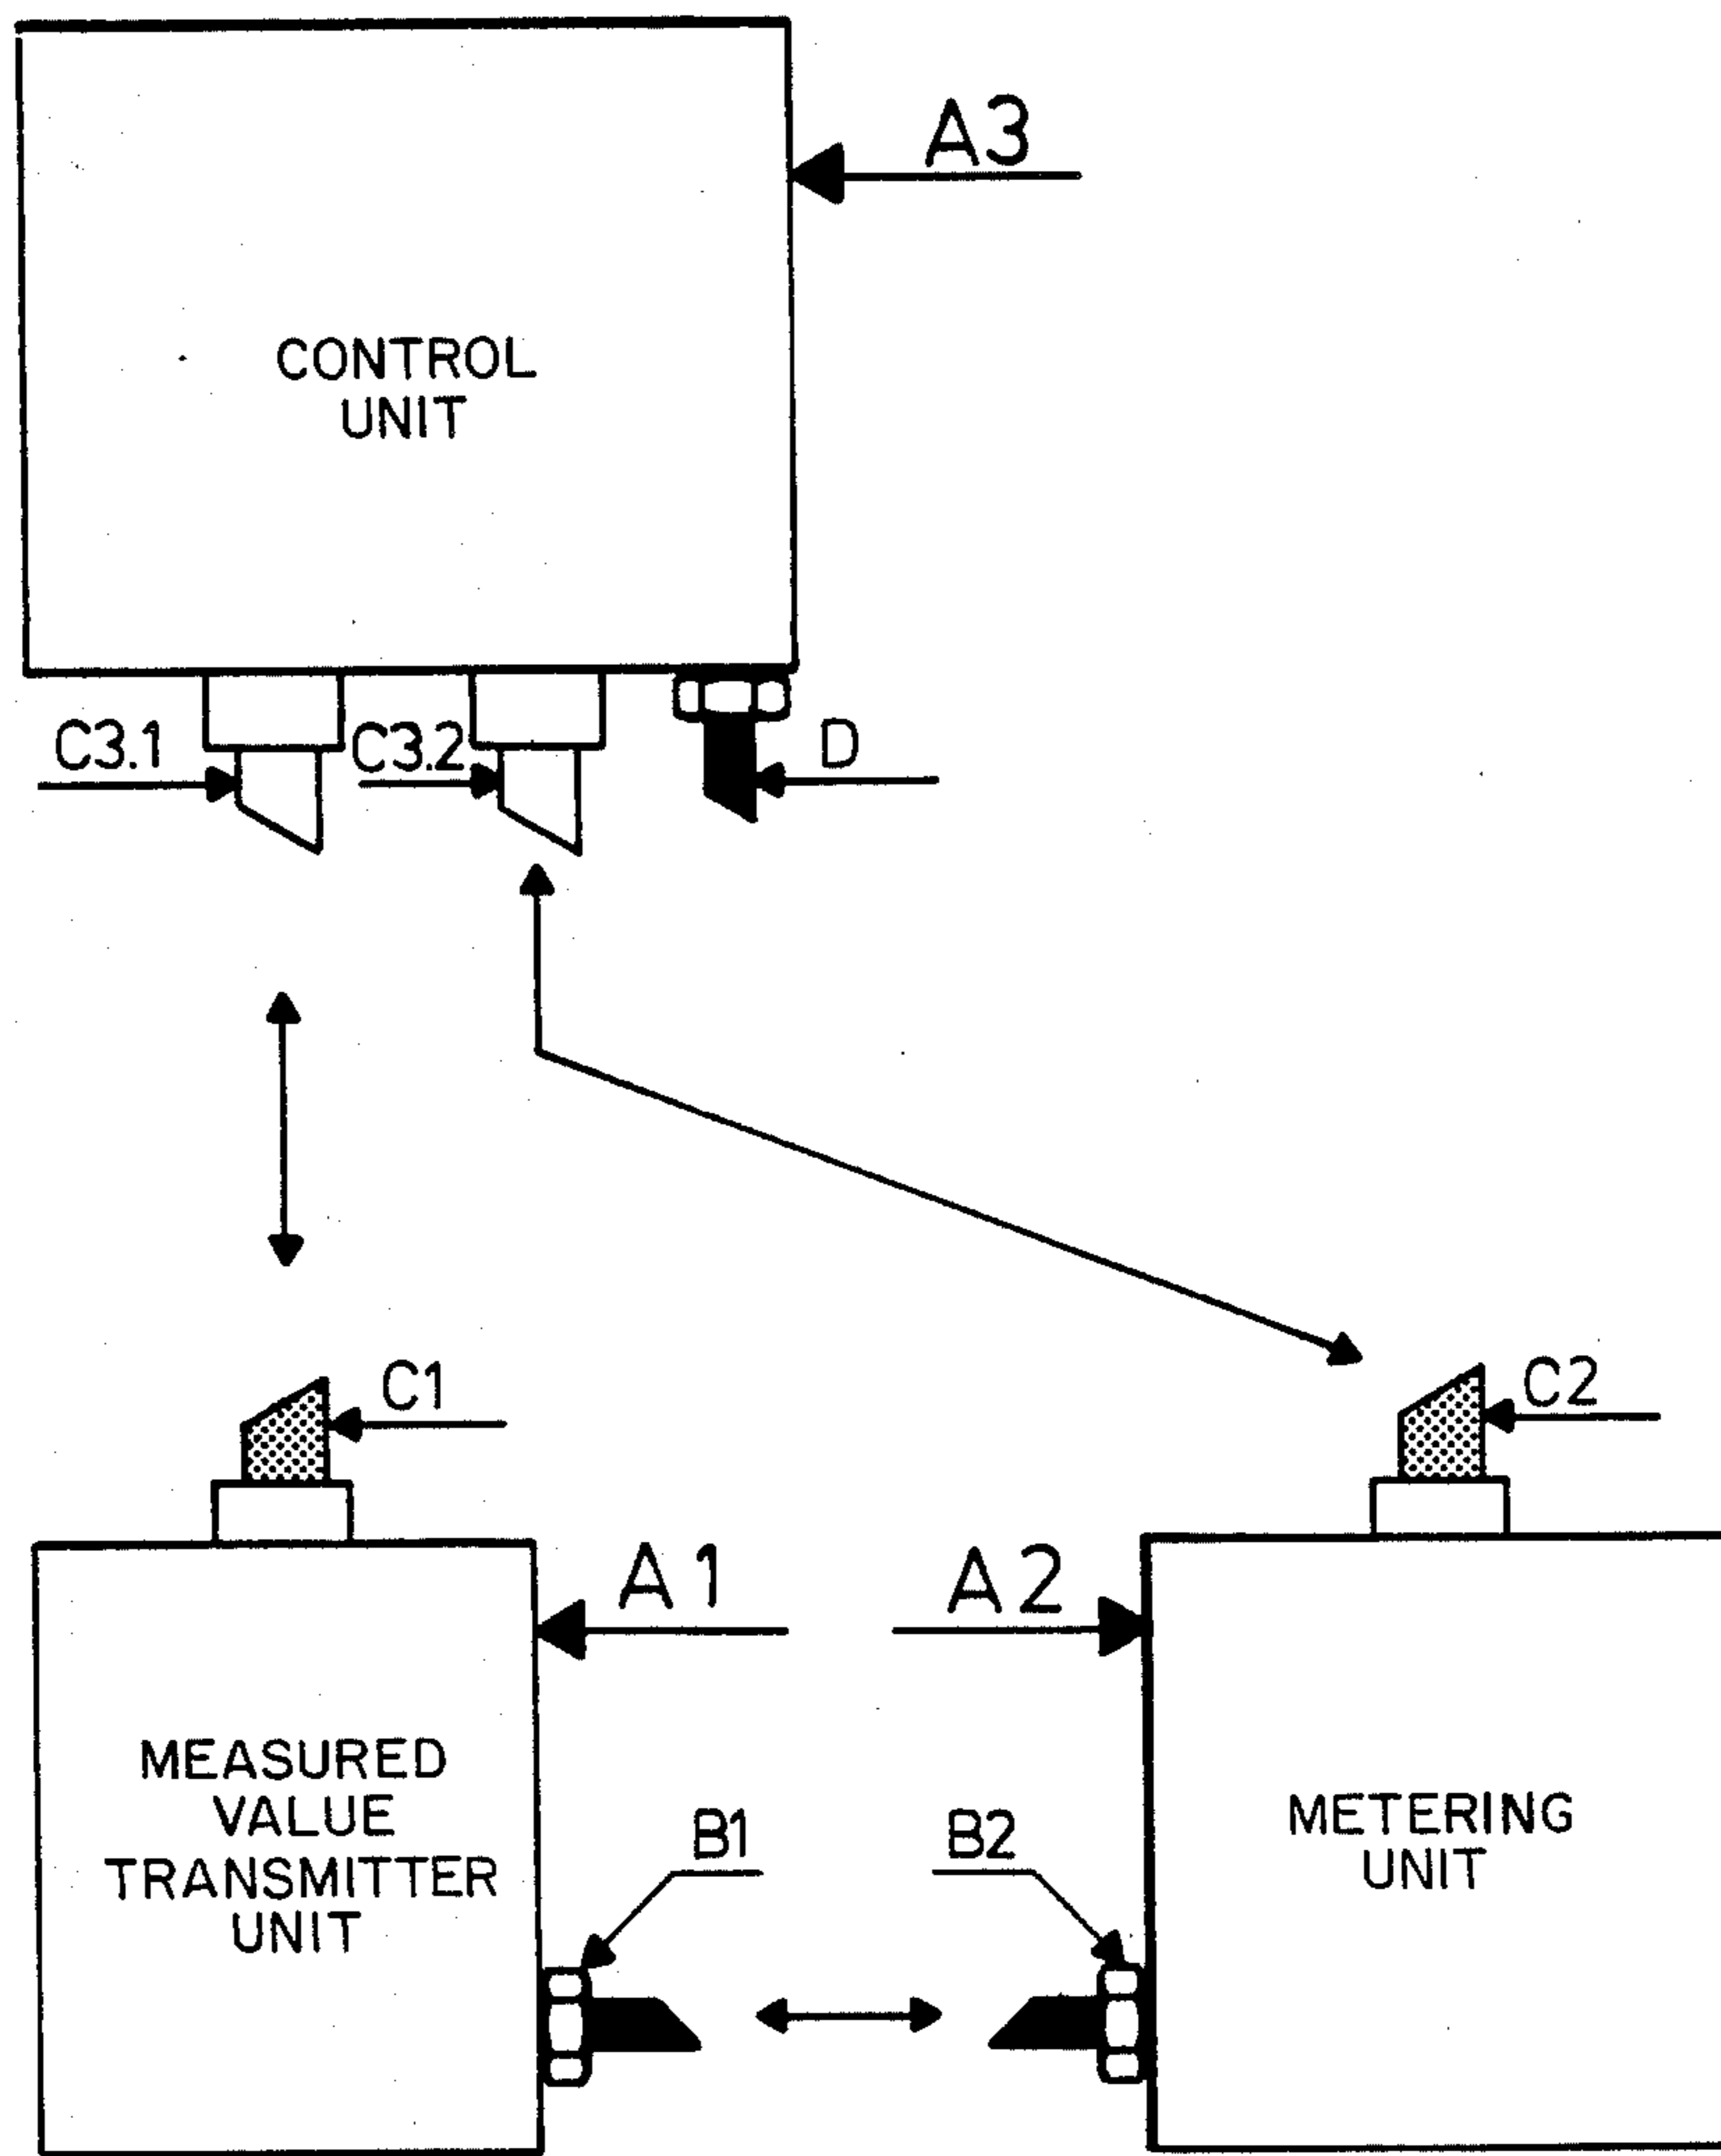 A3
CONTROL
UNIT
C3.1
C3.2
D
C1
C2
A1
A2
MEASURED
VALUE
TRANSMITTER
UNIT
B1
B2
METERING
UNIT